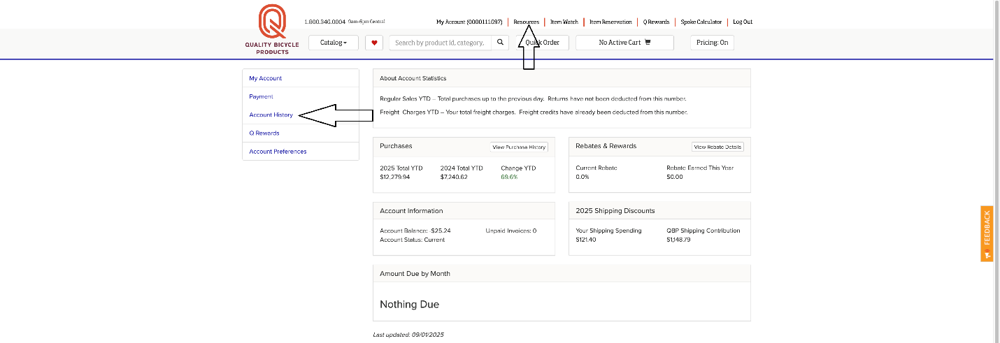 1.800.346.0004 9am-6pm Central
My Account (0000111697) Resources Item Watch Item Reservation Q Rewards Spoke Calculator Log Out
QUALITY BICYCLE
PRODUCTS
Catalog
Search by product id, category,
Quick Order
No Active Cart
Pricing: On
My Account
Payment
Account History
Q Rewards
Account Preferences
About Account Statistics
Regular Sales YTD – Total purchases up to the previous day. Returns have not been deducted from this number.
Freight Charges YTD – Your total freight charges. Freight credits have already been deducted from this number.
Purchases View Purchase History
2025 Total YTD 2024 Total YTD Change YTD
$12,279.94 $7,240.62 69.6%
Rebates & Rewards View Rebate Details
Current Rebate Rebate Earned This Year
0.0% $0.00
Account Information
Account Balance: -$25.24 Unpaid Invoices: 0
Account Status: Current
2025 Shipping Discounts
Your Shipping Spending QBP Shipping Contribution
$121.40 $1,148.79
Amount Due by Month
Nothing Due
Last updated: 09/01/2025
FEEDBACK